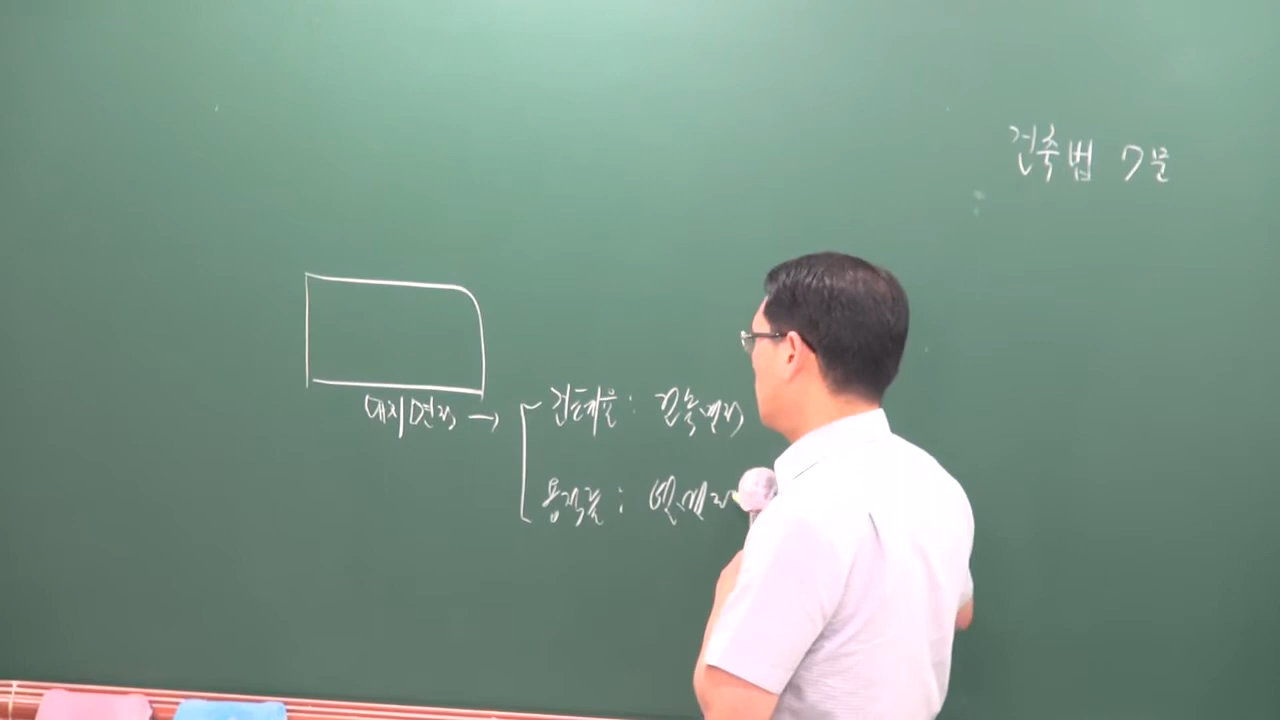 건축법 7문
대지면적 →
건폐율 : 건축면적
용적률 : 연면적